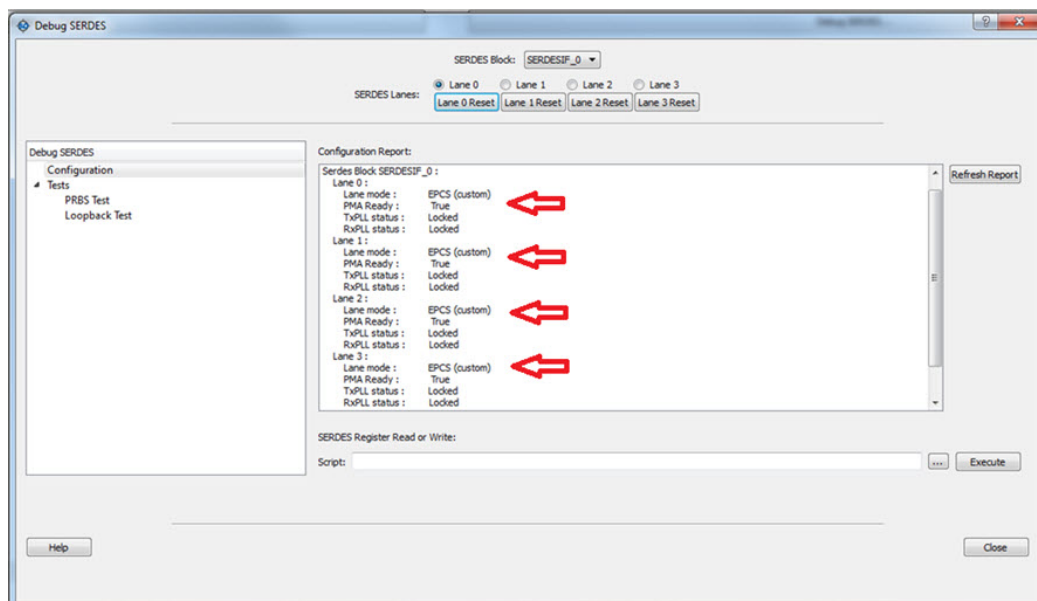 Debug SERDES
SERDES Block: SERDESIF_0
SERDES Lanes: Lane 0 Lane 1 Lane 2 Lane 3
Lane 0 Reset Lane 1 Reset Lane 2 Reset Lane 3 Reset
Debug SERDES
Configuration
Tests
PRBS Test
Loopback Test
Configuration Report:
Serdes Block SERDESIF_0 :
Lane 0 :
Lane mode : EPCS (custom)
PMA Ready : True
TxPLL status : Locked
RxPLL status : Locked
Lane 1 :
Lane mode : EPCS (custom)
PMA Ready : True
TxPLL status : Locked
RxPLL status : Locked
Lane 2 :
Lane mode : EPCS (custom)
PMA Ready : True
TxPLL status : Locked
RxPLL status : Locked
Lane 3 :
Lane mode : EPCS (custom)
PMA Ready : True
TxPLL status : Locked
RxPLL status : Locked
Refresh Report
SERDES Register Read or Write:
Script: ... Execute
Help Close